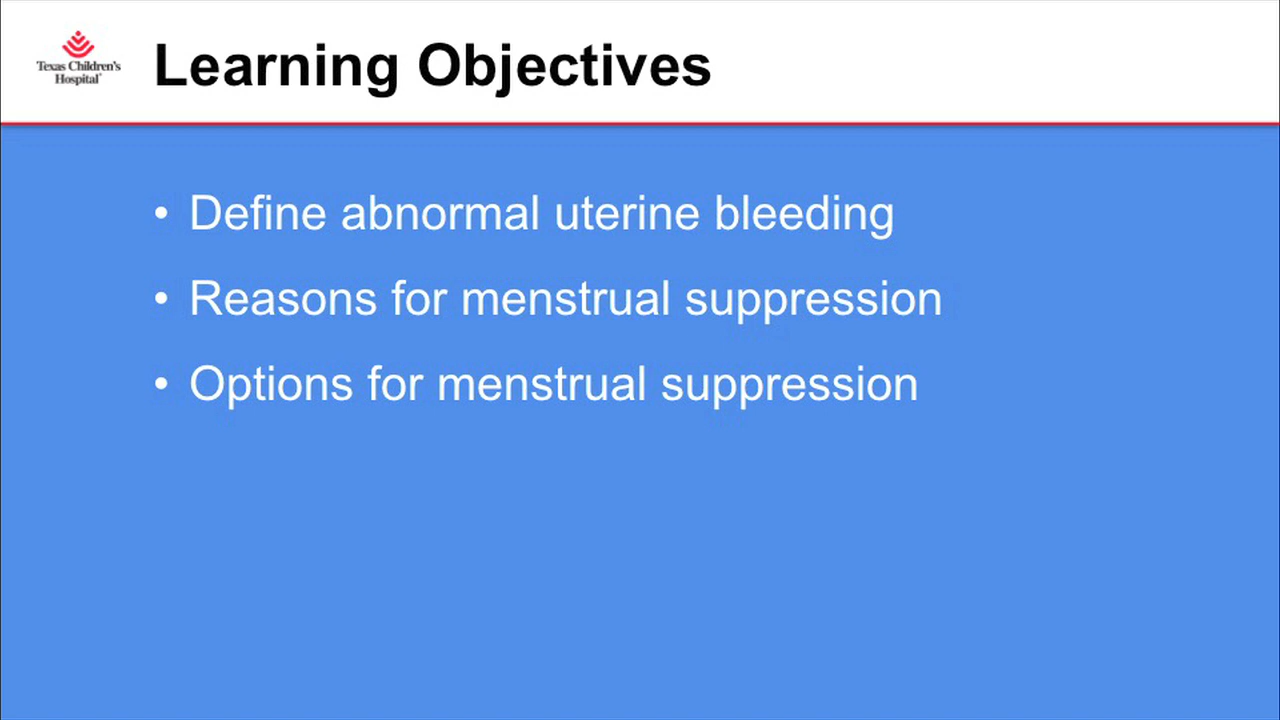 Texas Children's
Hospital
Learning Objectives
• Define abnormal uterine bleeding
• Reasons for menstrual suppression
• Options for menstrual suppression